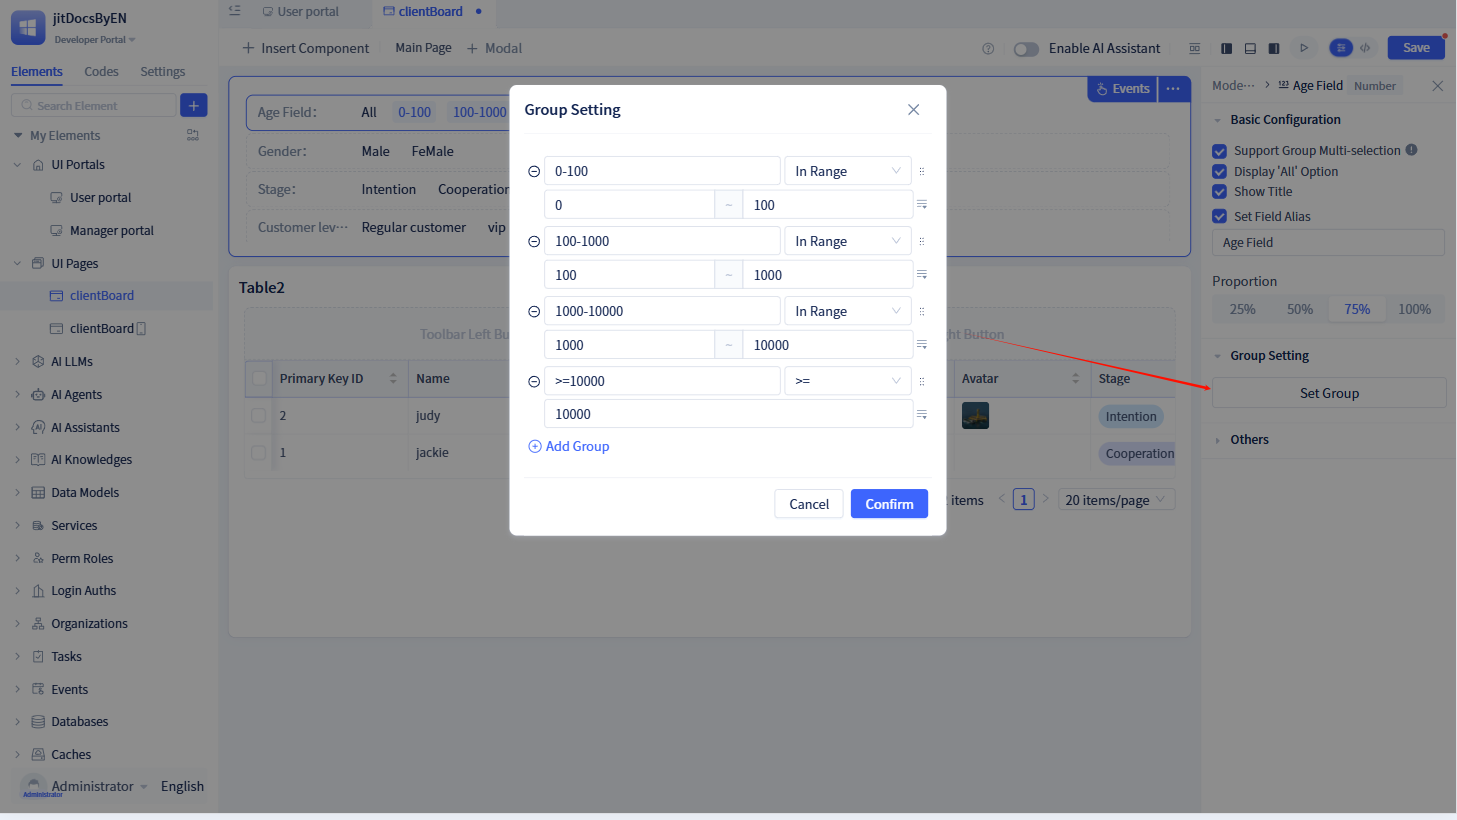 jitDocsByEN
Developer Portal
Elements
Codes
Settings
Search Element
My Elements
UI Portals
User portal
Manager portal
UI Pages
clientBoard
clientBoard
AI LLMs
AI Agents
AI Assistants
AI Knowledges
Data Models
Services
Perm Roles
Login Auths
Organizations
Tasks
Events
Databases
Caches
Administrator
Administrator
English
User portal
clientBoard
Insert Component
Main Page
Modal
Enable AI Assistant
Save
Events
Age Field:
All
0-100
100-1000
Gender:
Male
FeMale
Stage:
Intention
Cooperation
Customer lev···
Regular customer
vip
Table2
Toolbar Left Bu
ht Button
Primary Key ID
Name
Avatar
Stage
2
judy
Intention
1
jackie
Cooperation
items
1
20 items/page
Group Setting
0-100
In Range
0
~
100
100-1000
In Range
100
~
1000
1000-10000
In Range
1000
~
10000
>=10000
>=
10000
Add Group
Cancel
Confirm
Mode···
Age Field
Number
Basic Configuration
Support Group Multi-selection
Display 'All' Option
Show Title
Set Field Alias
Age Field
Proportion
25%
50%
75%
100%
Group Setting
Set Group
Others